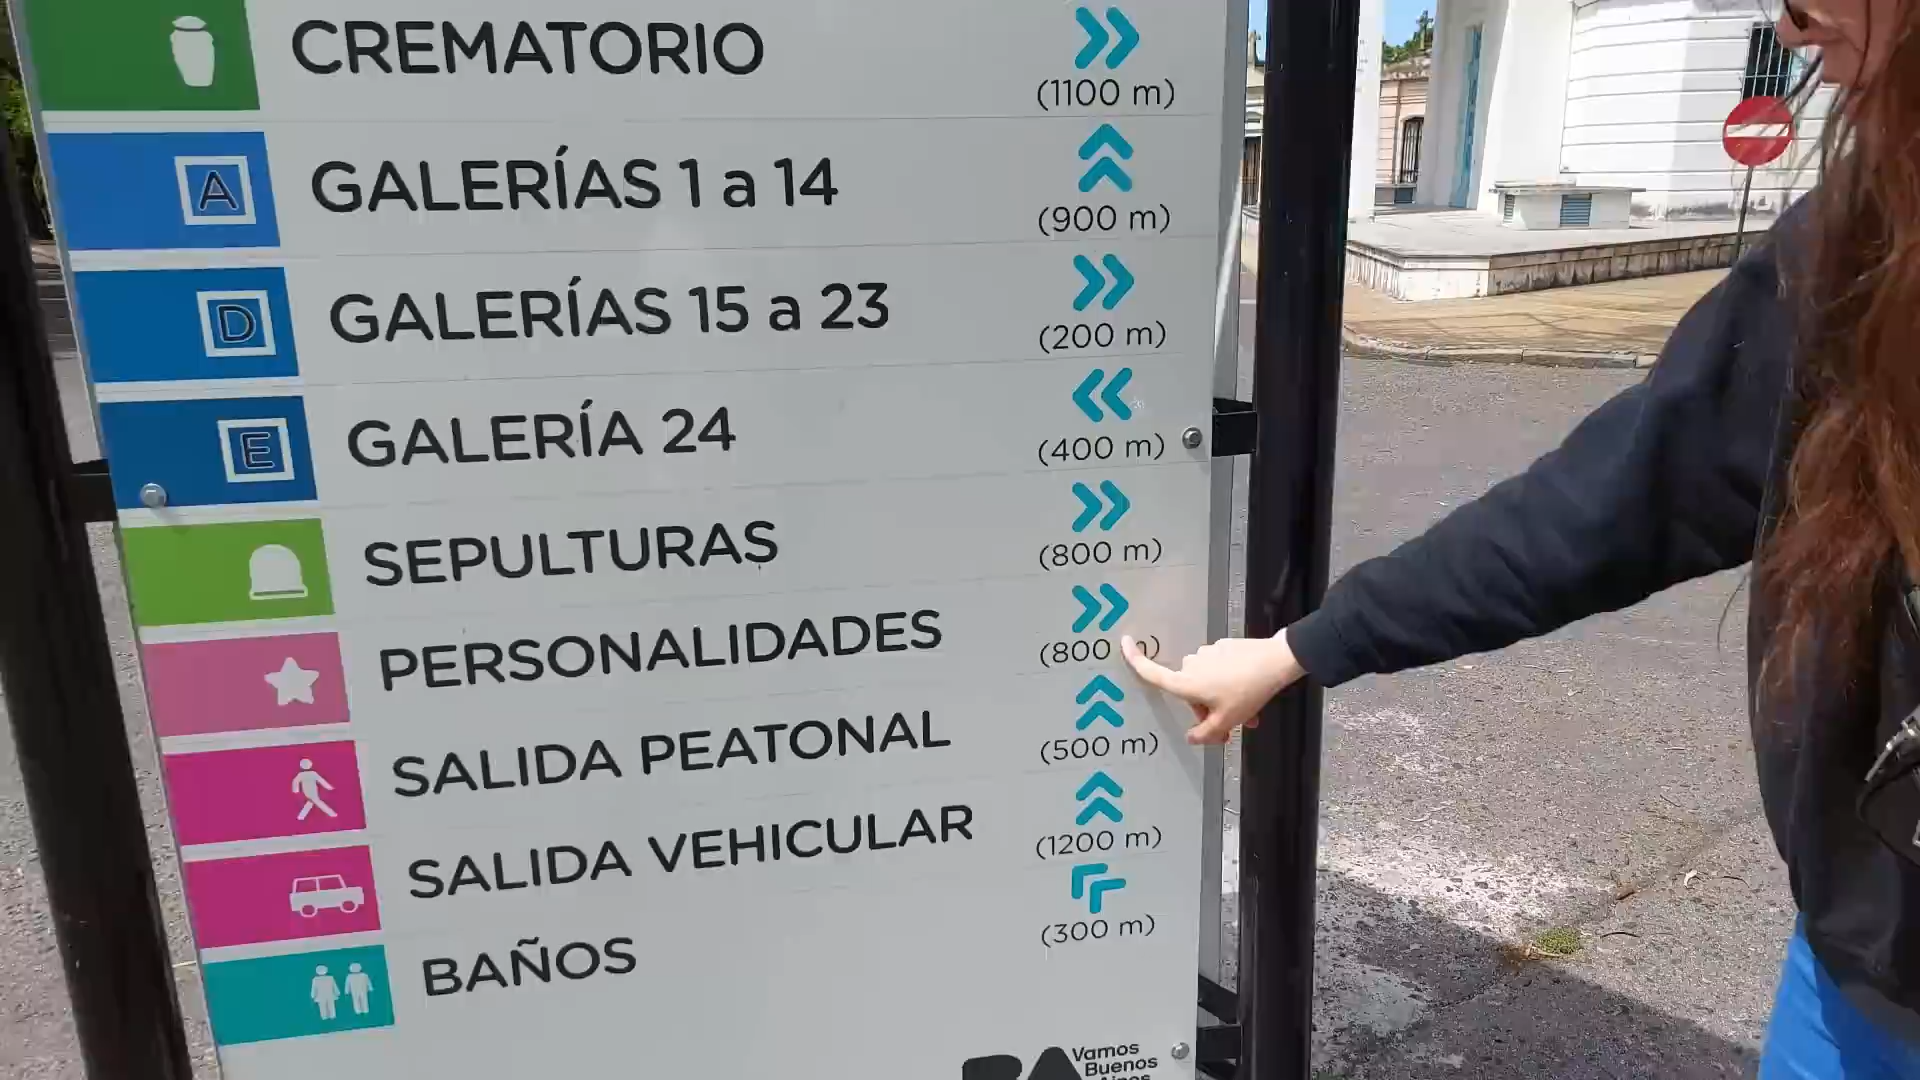 CREMATORIO
(1100 m)
A
GALERÍAS 1 a 14
(900 m)
D
GALERÍAS 15 a 23
(200 m)
E
GALERÍA 24
(400 m)
SEPULTURAS
(800 m)
PERSONALIDADES
(800 m)
SALIDA PEATONAL
(500 m)
SALIDA VEHICULAR
(1200 m)
BAÑOS
(300 m)
BA
Vamos
Buenos
Aires